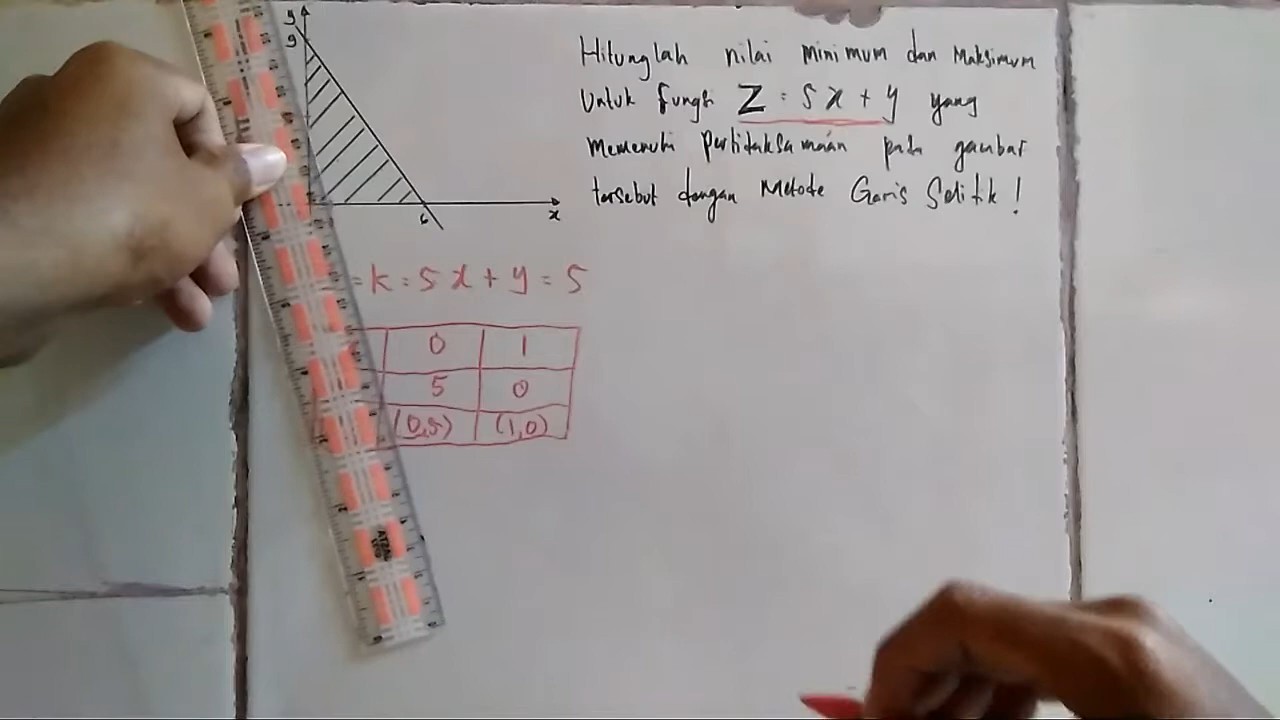 y
9
6
x
Hitunglah nilai minimum dan Maksimum
Untuk fungsi Z = 5x + y yang
memenuhi pertidaksamaan pada gambar
tersebut dengan Metode Garis Selidik !
= K = 5x + y = 5
0 1
5 0
(0,5) (1,0)